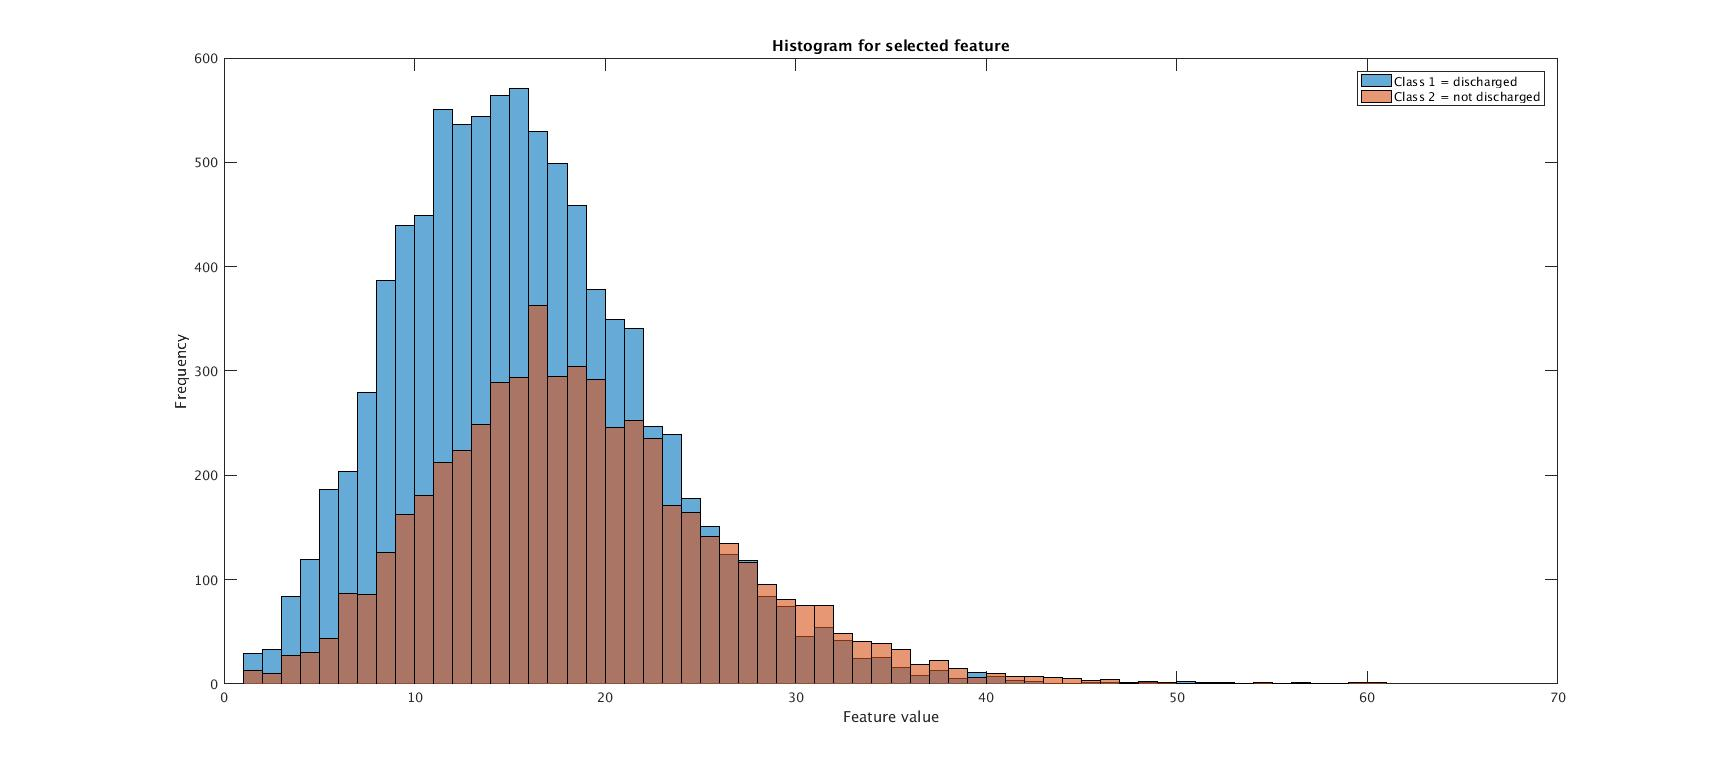 Histogram for selected feature
600
500
400
300
200
100
0
Frequency
Class 1 = discharged
Class 2 = not discharged
0 10 20 30 40 50 60 70
Feature value